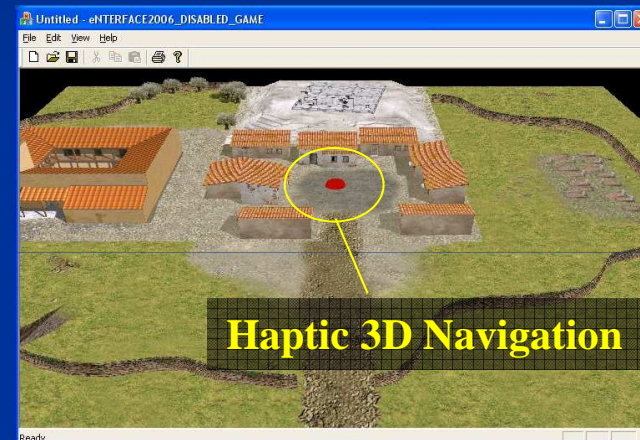 Untitled - eNTERFACE2006_DISABLED_GAME
File Edit View Help
Haptic 3D Navigation
Ready